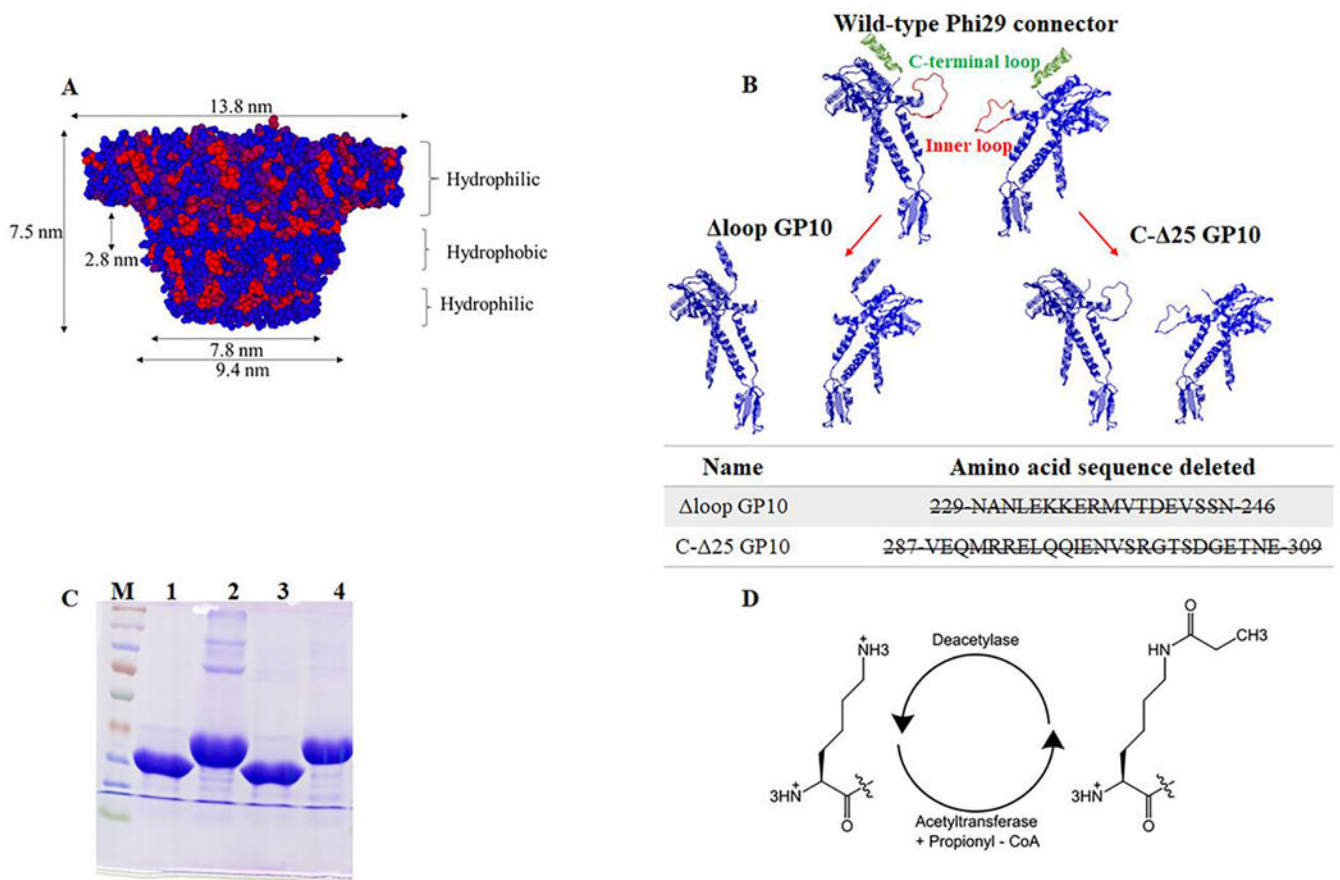 A
13.8 nm
7.5 nm
2.8 nm
Hydrophilic
Hydrophobic
Hydrophilic
7.8 nm
9.4 nm
B
Wild-type Phi29 connector
C-terminal loop
Inner loop
Δloop GP10
C-Δ25 GP10
Name Amino acid sequence deleted
Δloop GP10 229-NANLEKKERMVTDEVSSN-246
C-Δ25 GP10 287-VEQMRRELQQIENVSRGTSDGETNE-309
C
M 1 2 3 4
D
+
NH3
+
3HN
O
Deacetylase
Acetyltransferase
+ Propionyl - CoA
O
HN
CH3
+
3HN
O